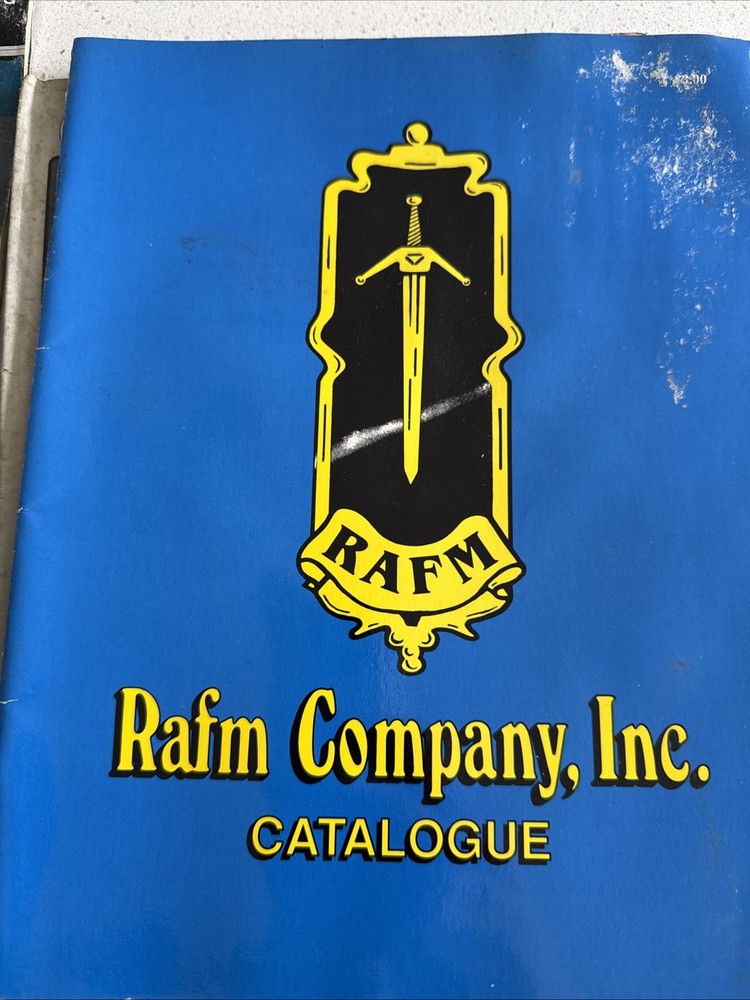 RAFM
Rafm Company, Inc.
CATALOGUE